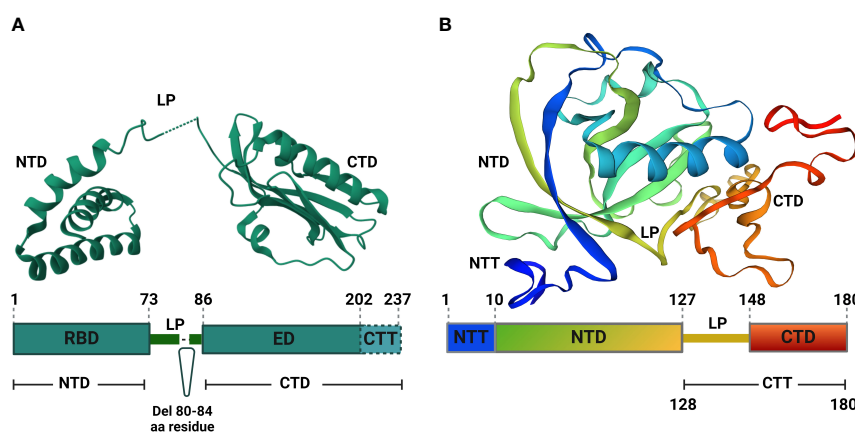 A
LP
NTD
CTD
1 73 86 202 237
RBD
LP
-
ED
CTT
NTD
CTD
Del 80-84
aa residue
B
NTD
LP
CTD
NTT
1 10 127 148 180
NTT
NTD
LP
CTD
CTT
128 180